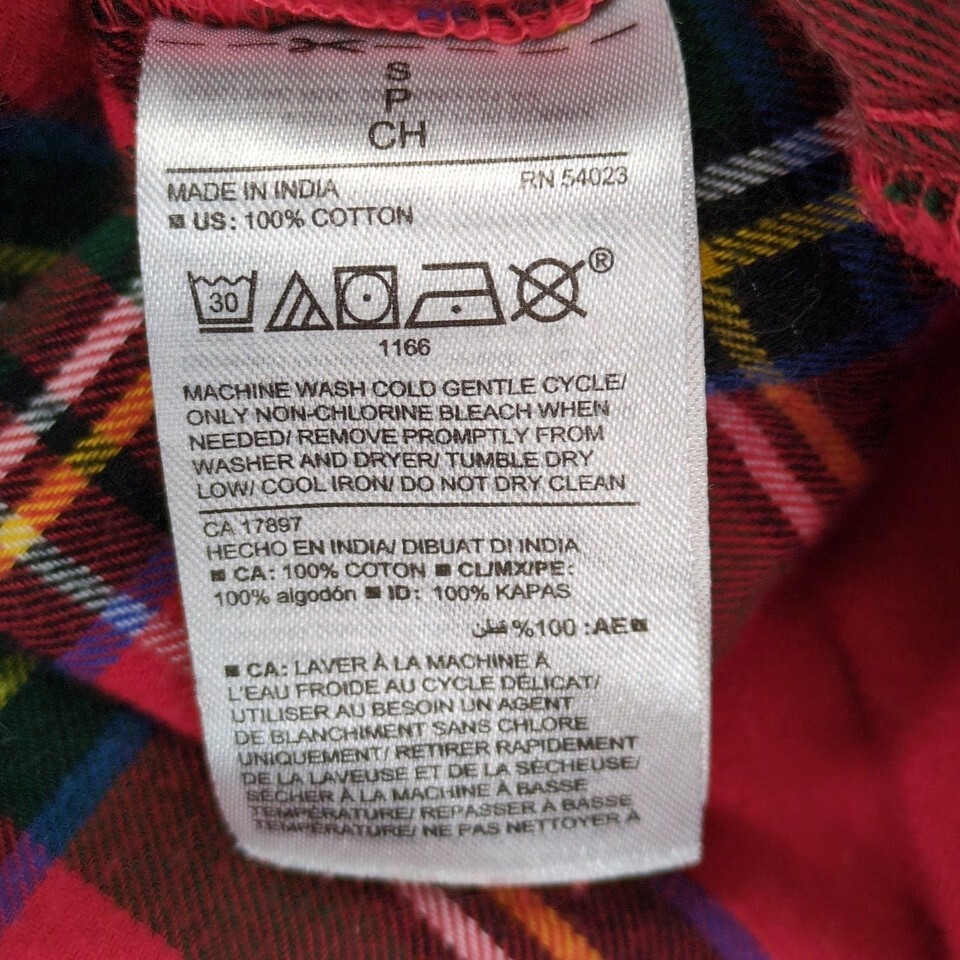 S
P
CH
MADE IN INDIA RN 54023
US: 100% COTTON
30
®
1166
MACHINE WASH COLD GENTLE CYCLE/
ONLY NON-CHLORINE BLEACH WHEN
NEEDED/ REMOVE PROMPTLY FROM
WASHER AND DRYER/ TUMBLE DRY
LOW/ COOL IRON/ DO NOT DRY CLEAN
CA 17897
HECHO EN INDIA/ DIBUAT DI INDIA
CA: 100% COTON CL/MX/PE:
100% algodón ID: 100% KAPAS
AE: 100% قطن
CA: LAVER À LA MACHINE À
L'EAU FROIDE AU CYCLE DÉLICAT/
UTILISER AU BESOIN UN AGENT
DE BLANCHIMENT SANS CHLORE
UNIQUEMENT/ RETIRER RAPIDEMENT
DE LA LAVEUSE ET DE LA SÉCHEUSE/
SÉCHER À LA MACHINE À BASSE
TEMPÉRATURE/ REPASSER À BASSE
TEMPÉRATURE/ NE PAS NETTOYER À